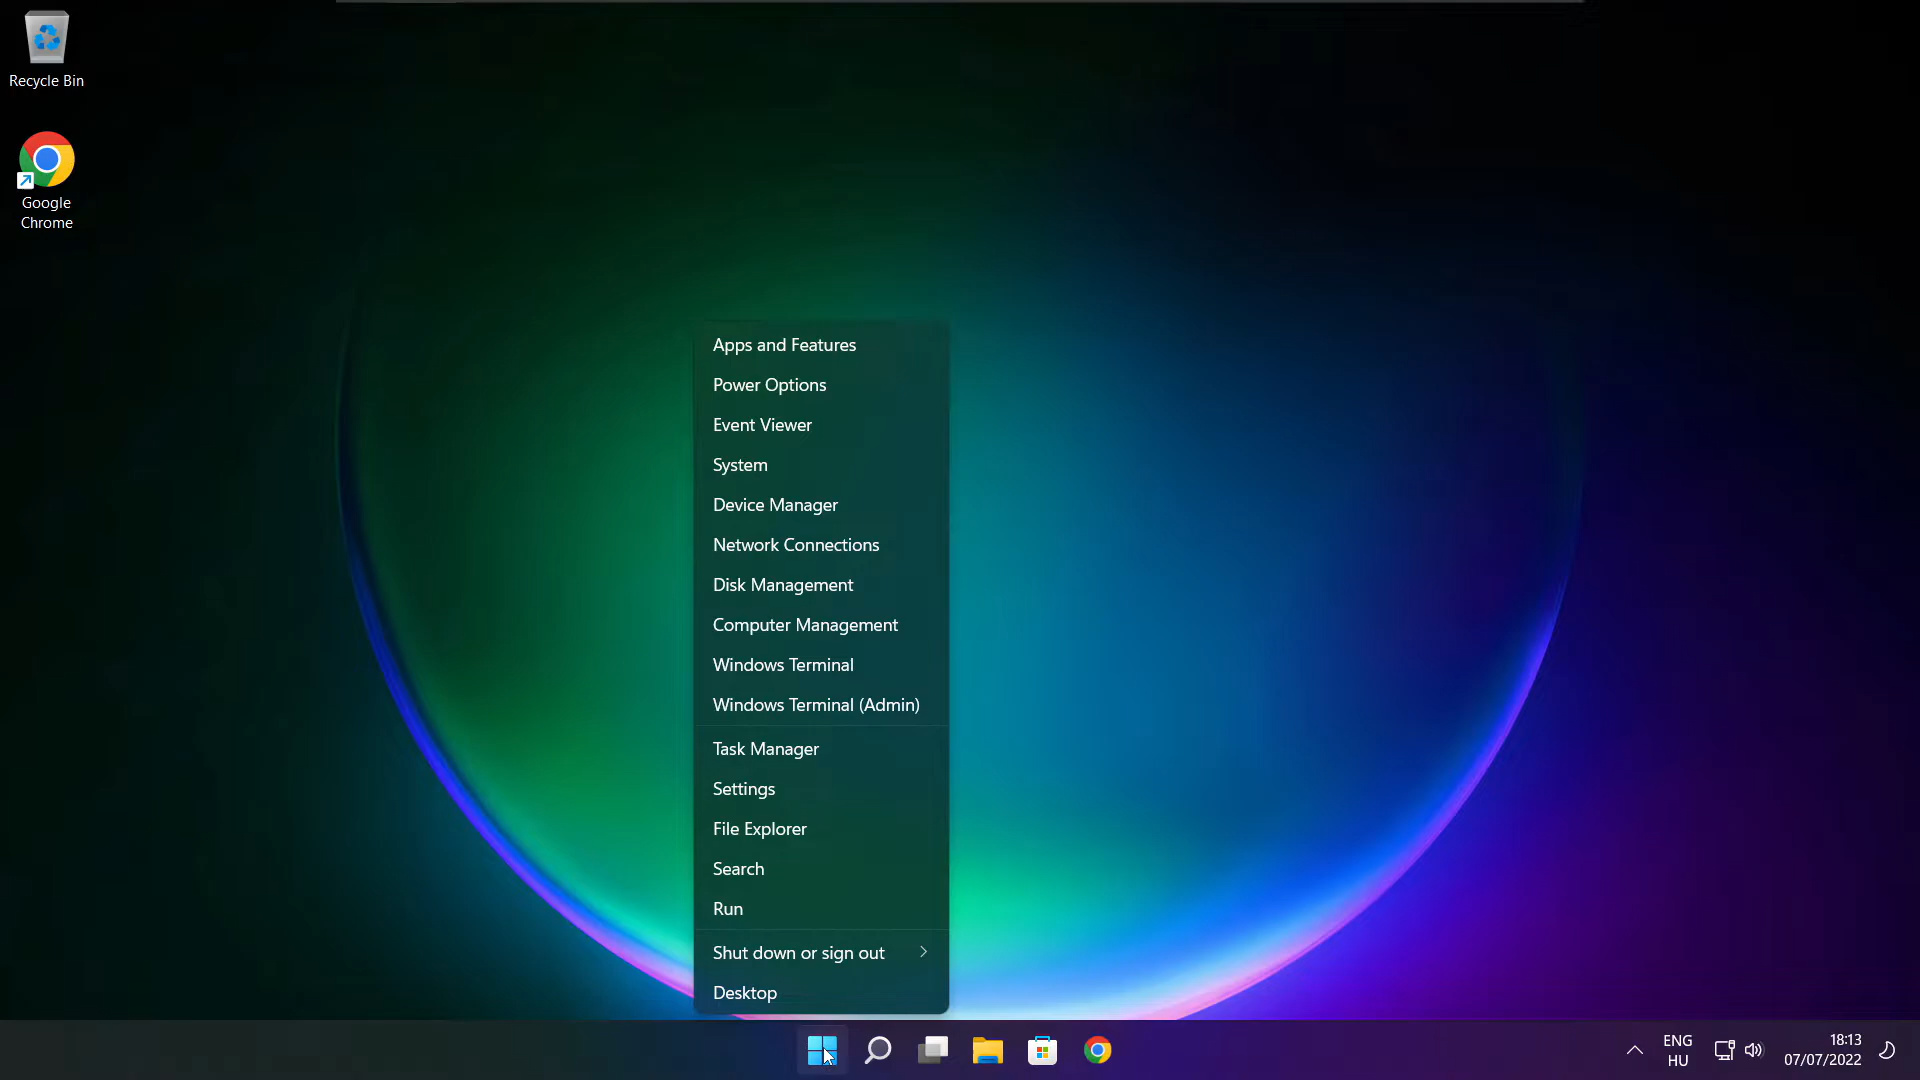 Recycle Bin
Google
Chrome
Apps and Features
Power Options
Event Viewer
System
Device Manager
Network Connections
Disk Management
Computer Management
Windows Terminal
Windows Terminal (Admin)
Task Manager
Settings
File Explorer
Search
Run
Shut down or sign out
Desktop
ENG
HU
18:13
07/07/2022